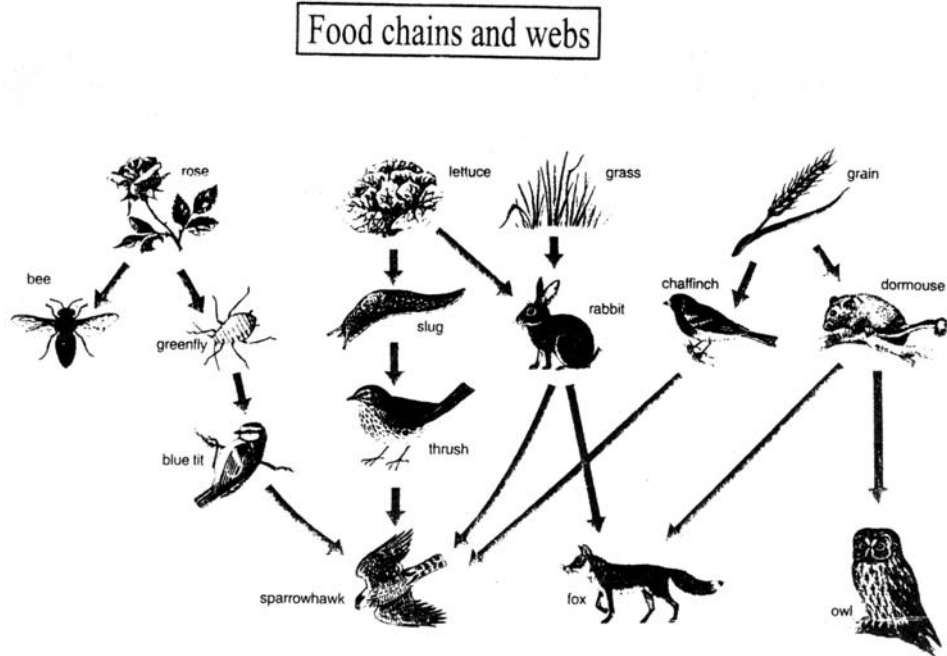 Food chains and webs
rose
lettuce
grass
grain
bee
greenfly
slug
rabbit
chaffinch
dormouse
blue tit
thrush
sparrowhawk
fox
owl